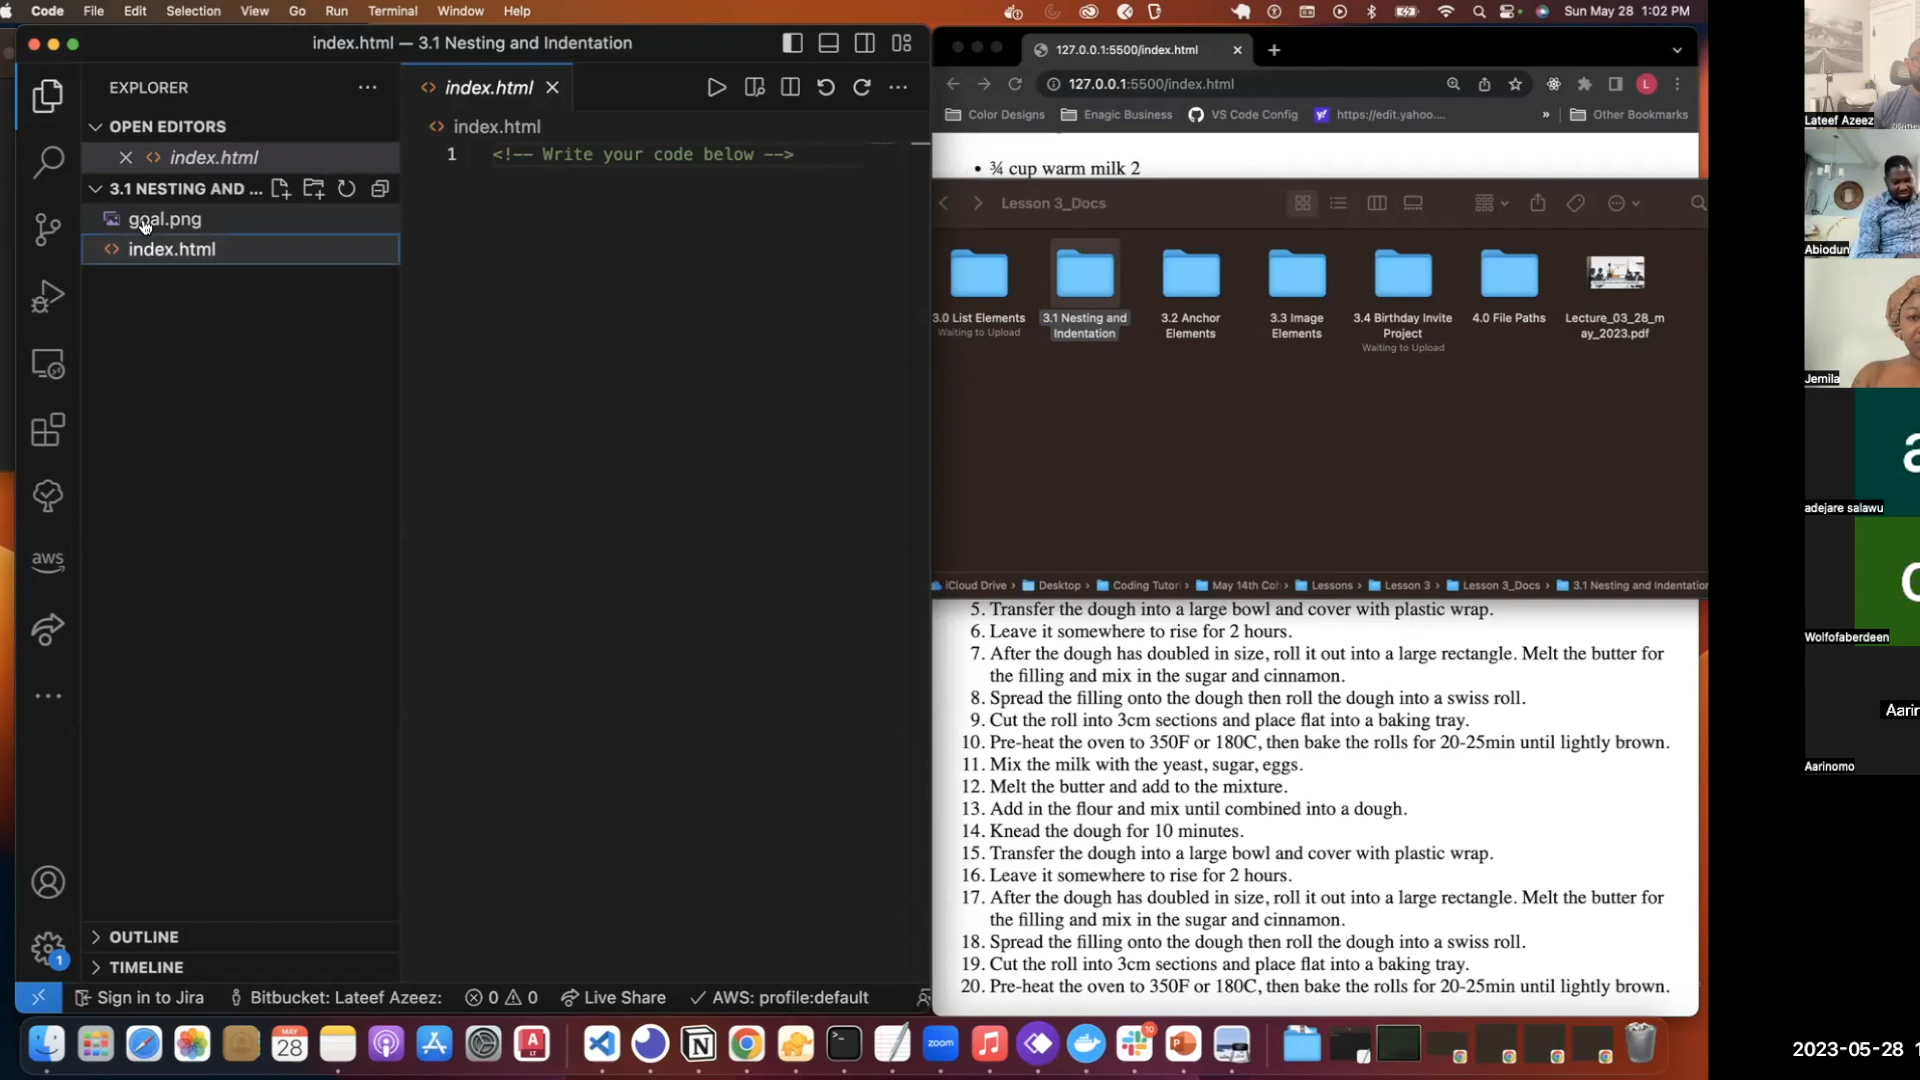 Code File Edit Selection View Go Run Terminal Window Help
Sun May 28 1:02 PM
index.html — 3.1 Nesting and Indentation
EXPLORER
OPEN EDITORS
index.html
3.1 NESTING AND ...
goal.png
index.html
aws
1
OUTLINE
TIMELINE
index.html
index.html
1 <!-- Write your code below -->
Sign in to Jira
Bitbucket: Lateef Azeez:
0 0
Live Share
AWS: profile:default
127.0.0.1:5500/index.html
127.0.0.1:5500/index.html
L
Color Designs
Enagic Business
VS Code Config
https://edit.yahoo....
»
Other Bookmarks
• ¾ cup warm milk 2
Lesson 3_Docs
3.0 List Elements
Waiting to Upload
3.1 Nesting and
Indentation
3.2 Anchor
Elements
3.3 Image
Elements
3.4 Birthday Invite
Project
Waiting to Upload
4.0 File Paths
Lecture_03_28_m
ay_2023.pdf
iCloud Drive › Desktop › Coding Tutor › May 14th Co › Lessons › Lesson 3 › Lesson 3_Docs › 3.1 Nesting and Indentation
5. Transfer the dough into a large bowl and cover with plastic wrap.
6. Leave it somewhere to rise for 2 hours.
7. After the dough has doubled in size, roll it out into a large rectangle. Melt the butter for
the filling and mix in the sugar and cinnamon.
8. Spread the filling onto the dough then roll the dough into a swiss roll.
9. Cut the roll into 3cm sections and place flat into a baking tray.
10. Pre-heat the oven to 350F or 180C, then bake the rolls for 20-25min until lightly brown.
11. Mix the milk with the yeast, sugar, eggs.
12. Melt the butter and add to the mixture.
13. Add in the flour and mix until combined into a dough.
14. Knead the dough for 10 minutes.
15. Transfer the dough into a large bowl and cover with plastic wrap.
16. Leave it somewhere to rise for 2 hours.
17. After the dough has doubled in size, roll it out into a large rectangle. Melt the butter for
the filling and mix in the sugar and cinnamon.
18. Spread the filling onto the dough then roll the dough into a swiss roll.
19. Cut the roll into 3cm sections and place flat into a baking tray.
20. Pre-heat the oven to 350F or 180C, then bake the rolls for 20-25min until lightly brown.
MAY
28
zoom
10
Lateef Azeez
Abiodun
Jemila
a
adejare salawu
Wolfofaberdeen
Aarin
Aarinomo
2023-05-28 1